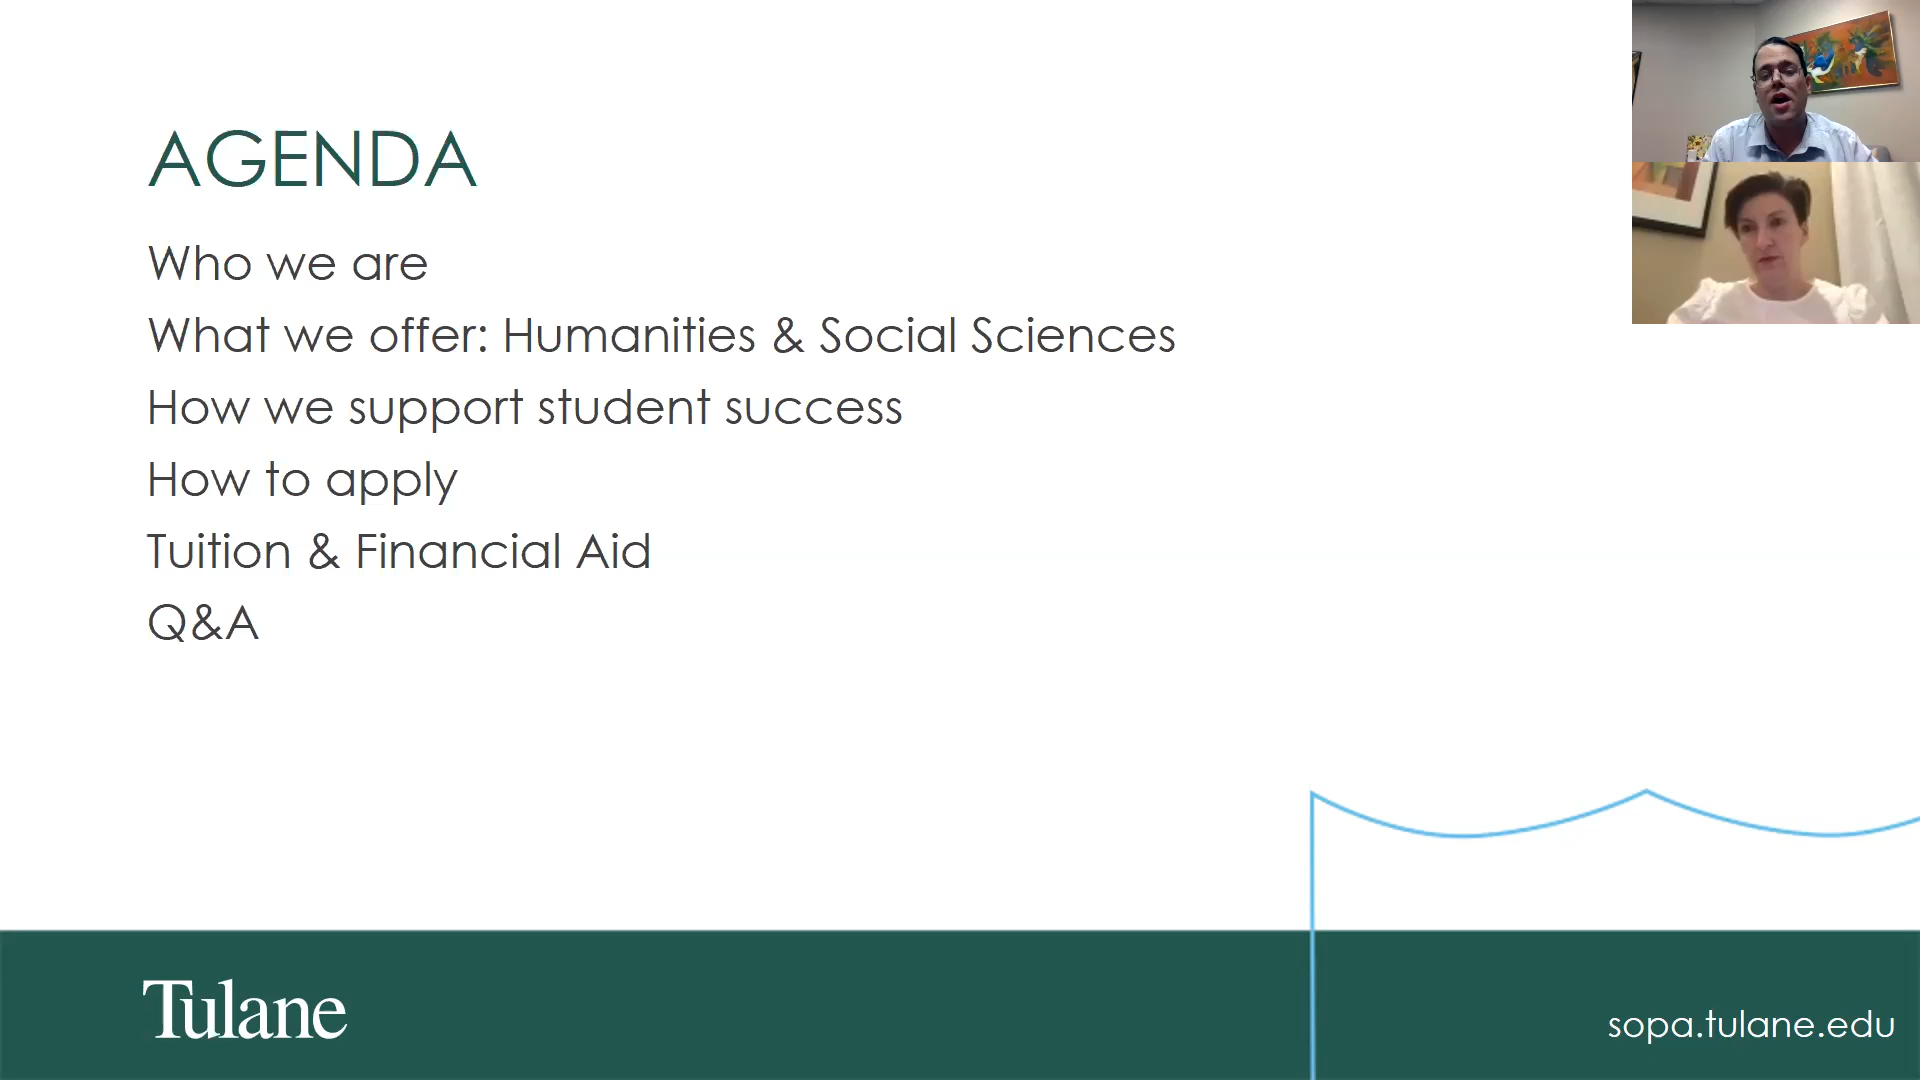 AGENDA
Who we are
What we offer: Humanities & Social Sciences
How we support student success
How to apply
Tuition & Financial Aid
Q&A
Tulane
sopa.tulane.edu